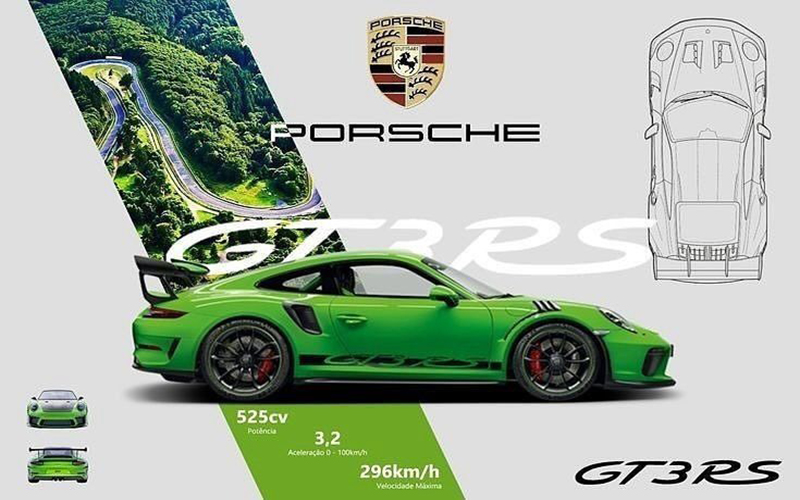 PORSCHE
STUTTGART
PORSCHE
GT3RS
GT3RS
525cv
Potência
3,2
Aceleração 0 - 100km/h
296km/h
Velocidade Máxima
GT3RS